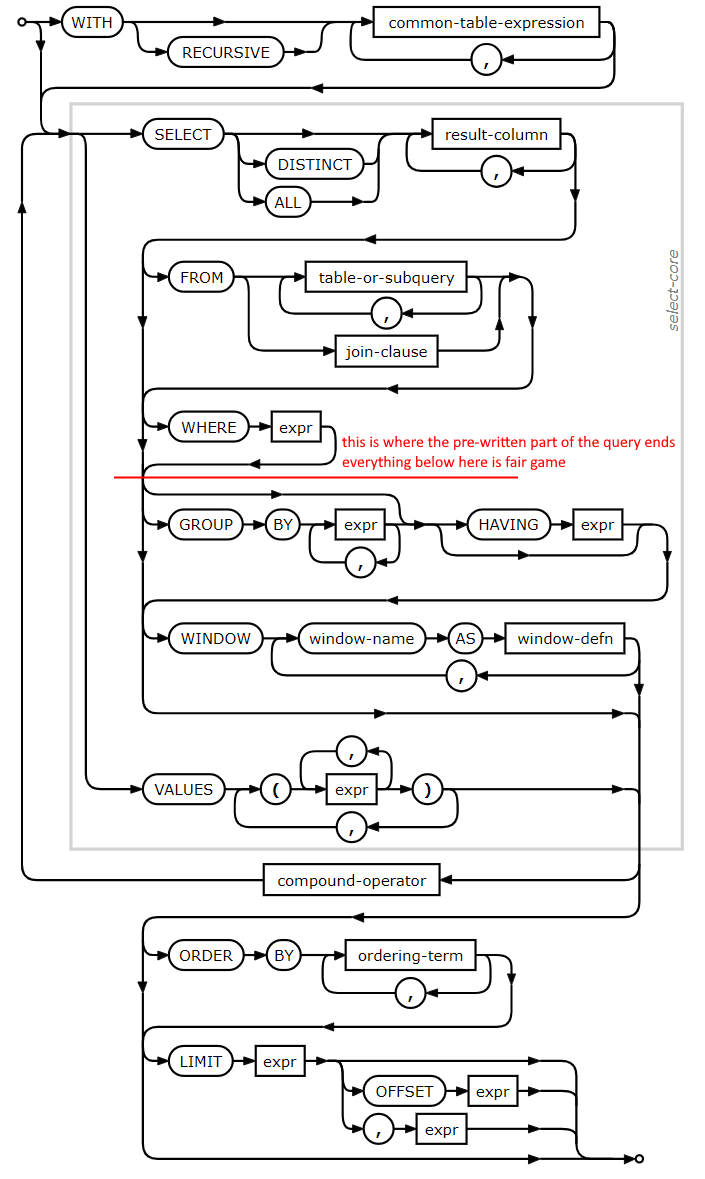 WITH RECURSIVE common-table-expression ,
SELECT DISTINCT ALL result-column ,
select-core
FROM table-or-subquery , join-clause
WHERE expr
this is where the pre-written part of the query ends
everything below here is fair game
GROUP BY expr , HAVING expr
WINDOW window-name AS window-defn ,
VALUES ( expr , ) ,
compound-operator
ORDER BY ordering-term ,
LIMIT expr
OFFSET expr
, expr